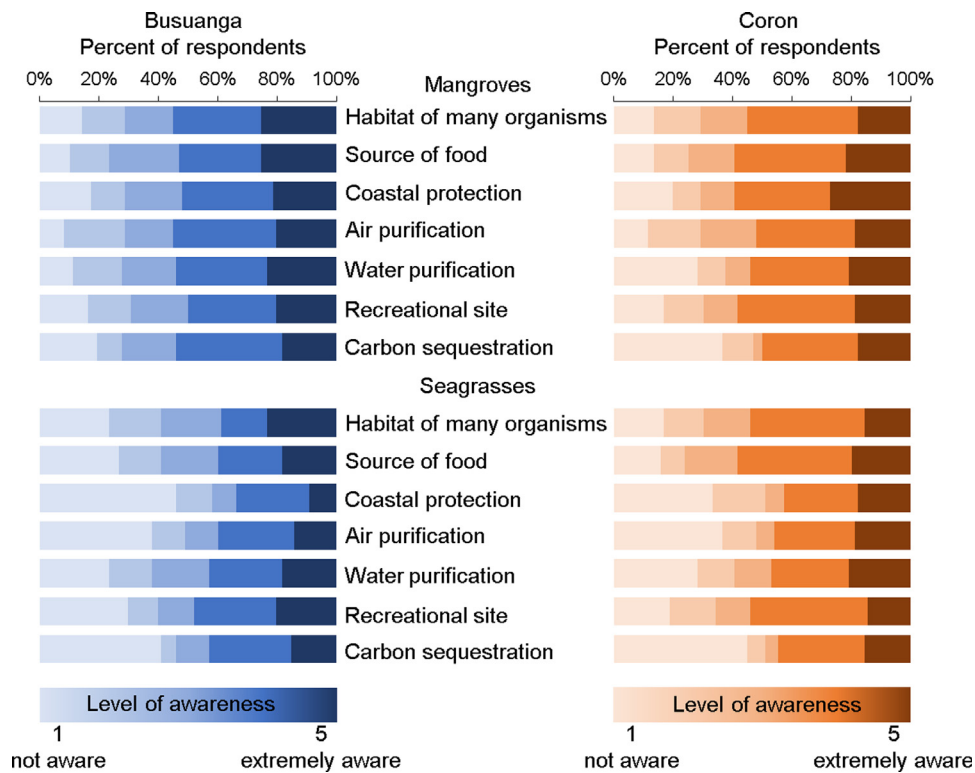 Busuanga
Percent of respondents
0% 20% 40% 60% 80% 100%
Coron
Percent of respondents
0% 20% 40% 60% 80% 100%
Mangroves
Habitat of many organisms
Source of food
Coastal protection
Air purification
Water purification
Recreational site
Carbon sequestration
Seagrasses
Habitat of many organisms
Source of food
Coastal protection
Air purification
Water purification
Recreational site
Carbon sequestration
Level of awareness
1 5
not aware extremely aware
Level of awareness
1 5
not aware extremely aware